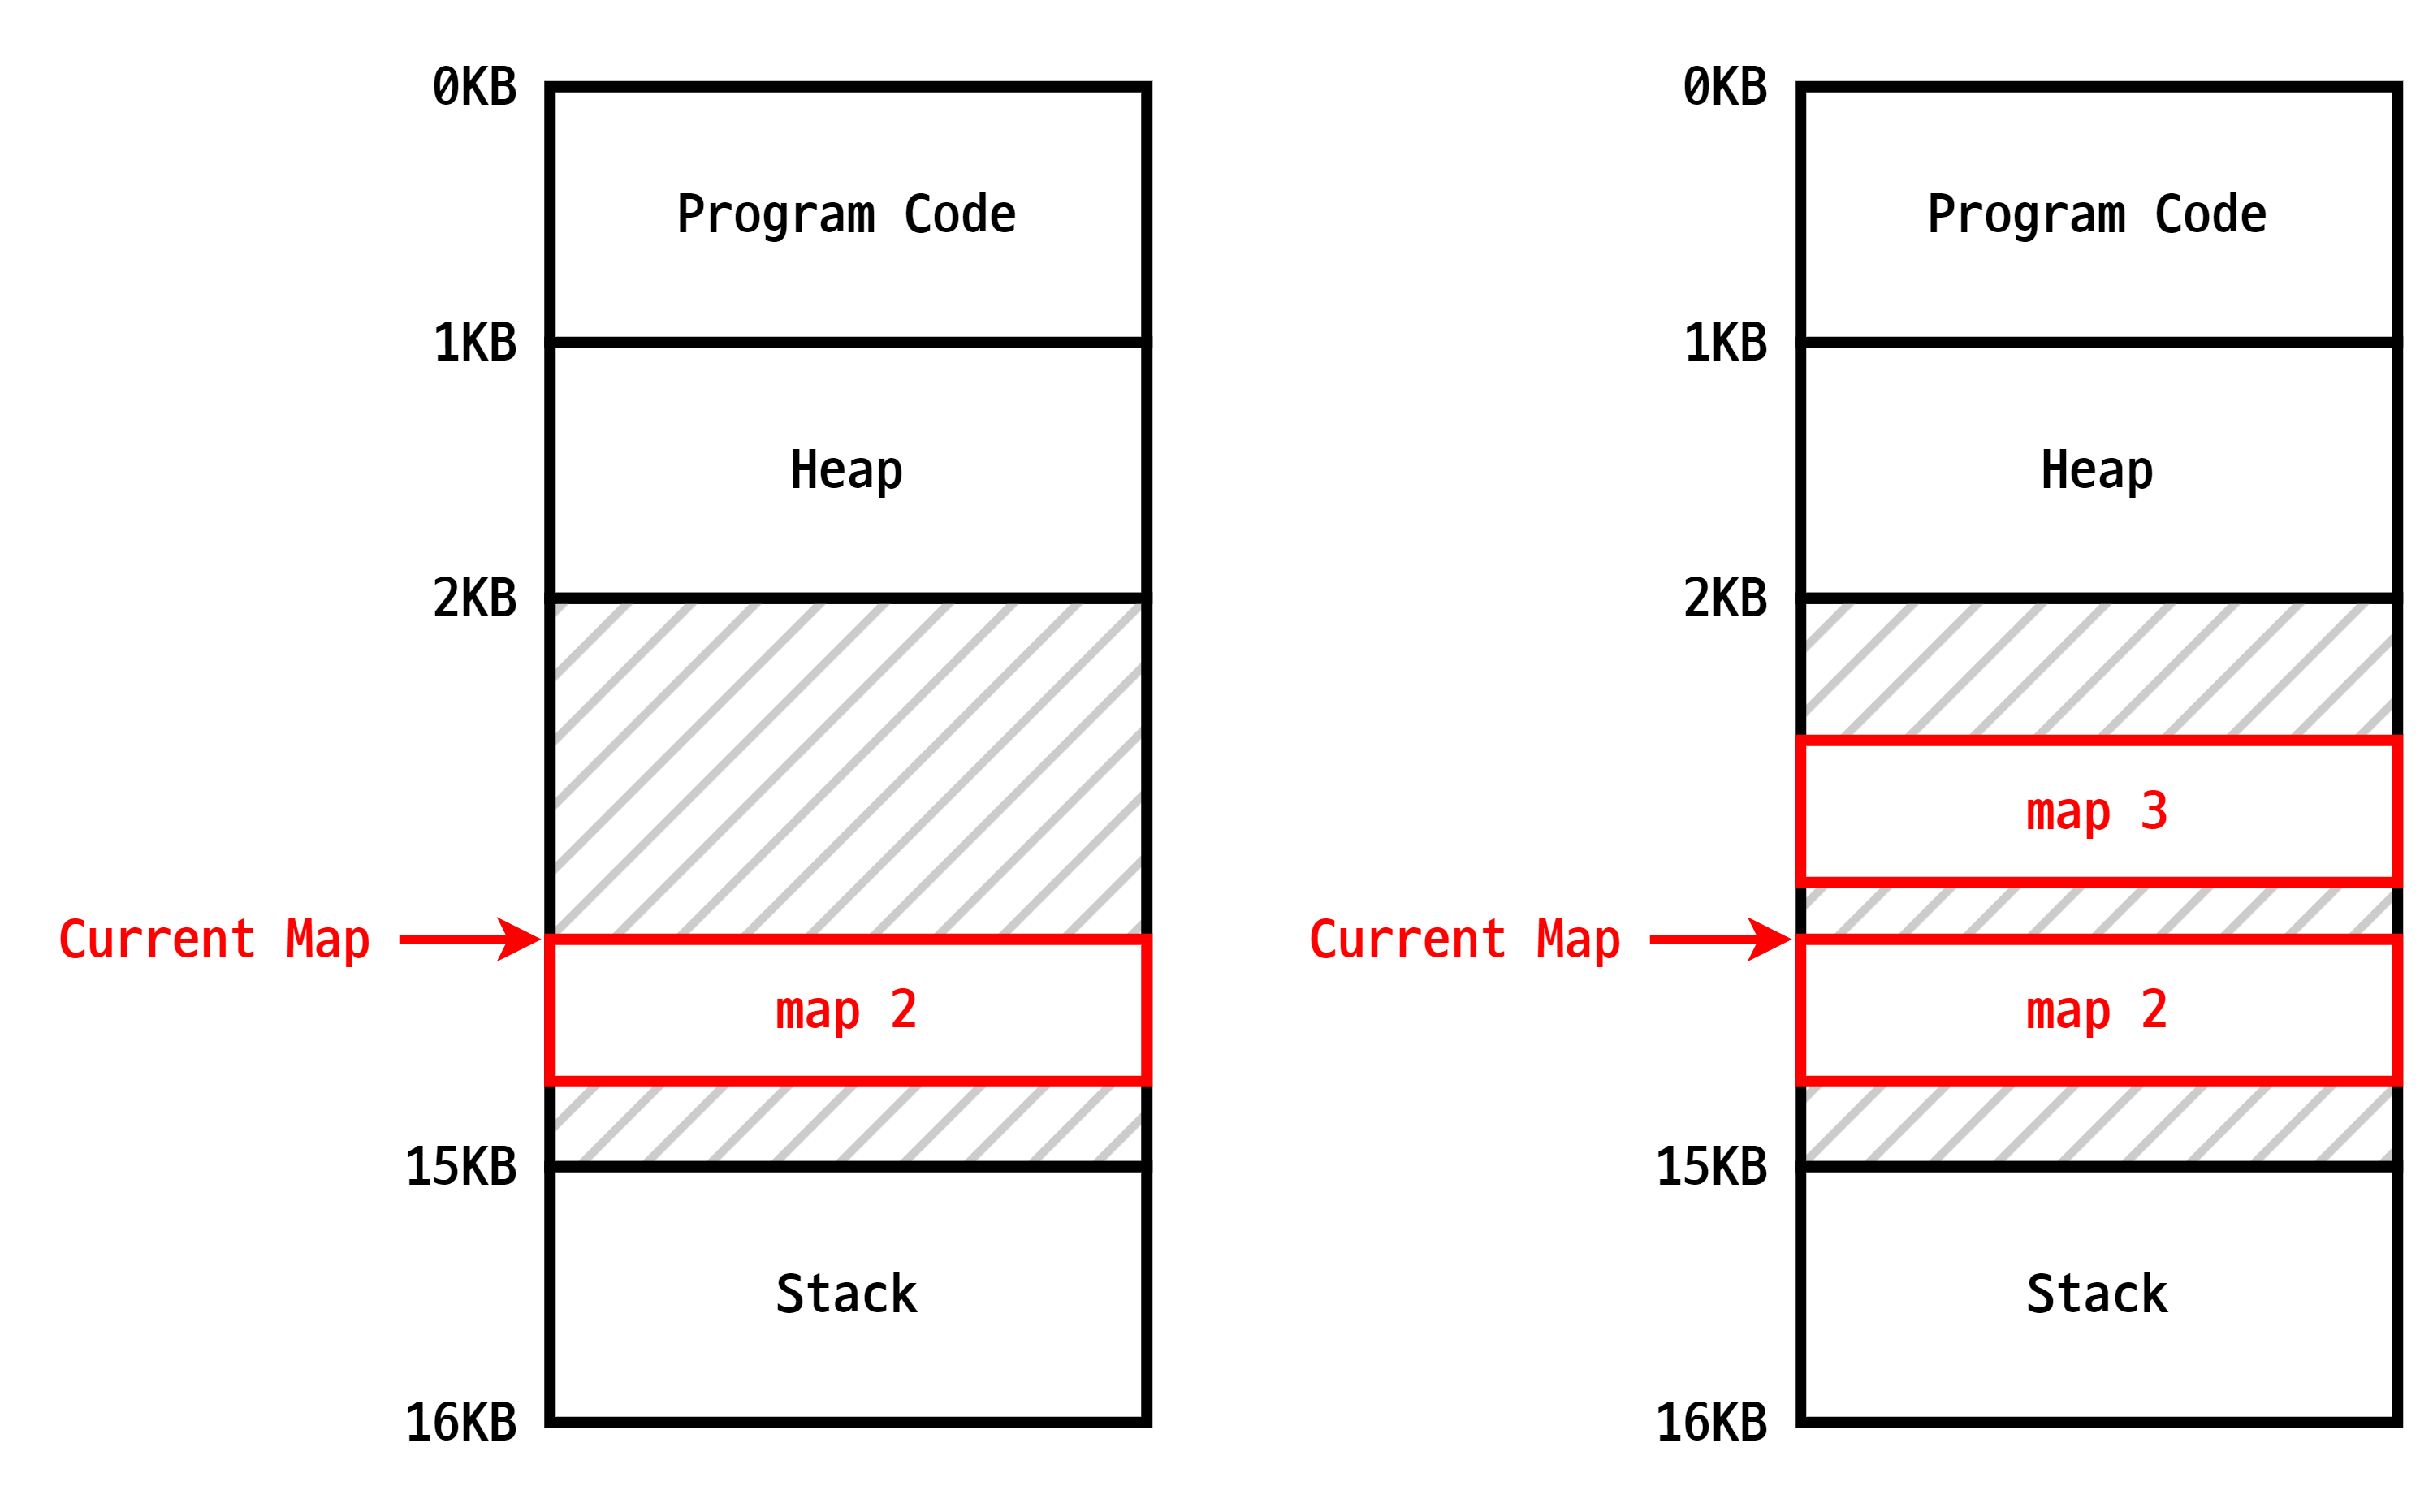 0KB
Program Code
1KB
Heap
2KB
Current Map
map 2
15KB
Stack
16KB
0KB
Program Code
1KB
Heap
2KB
map 3
Current Map
map 2
15KB
Stack
16KB